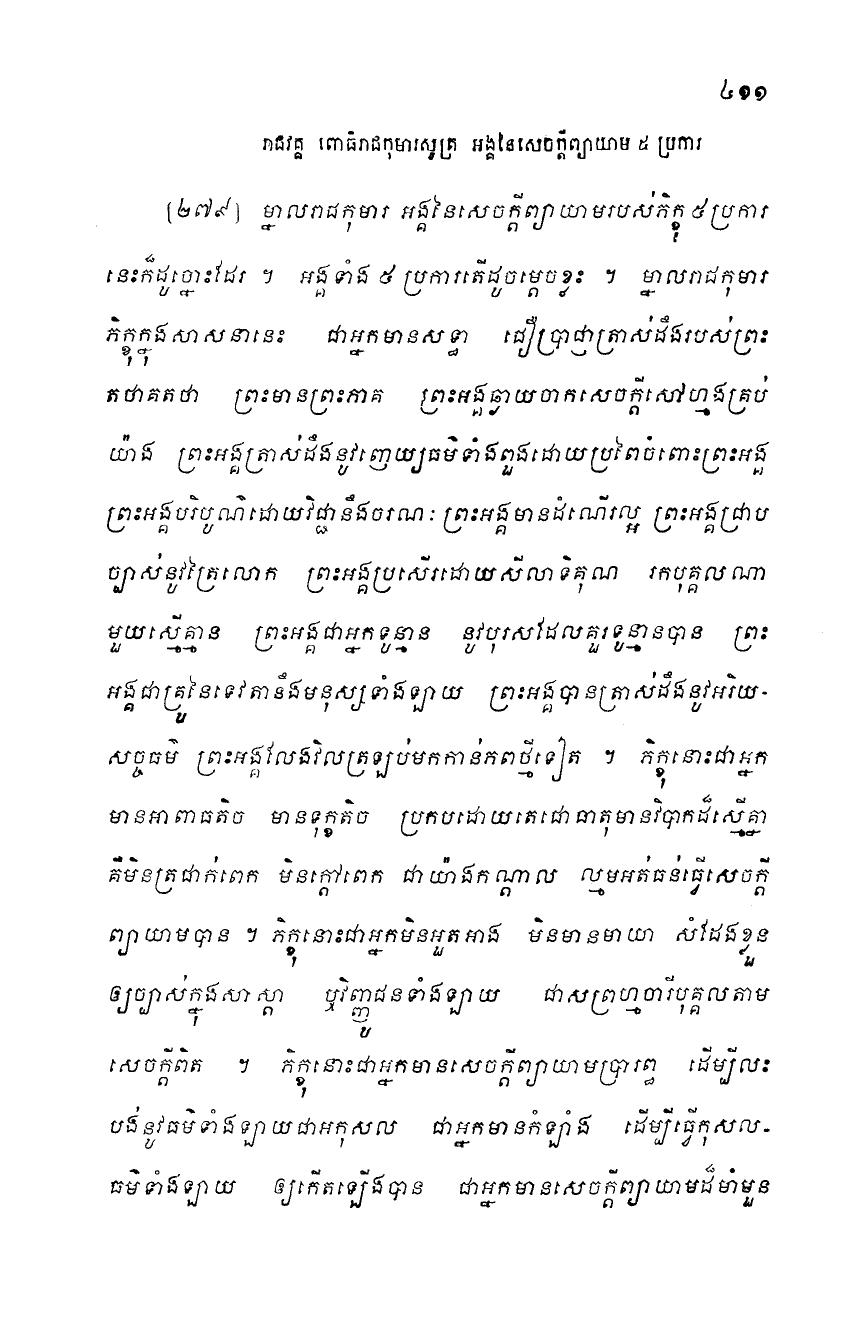 ៤១១
រាជវគ្គ ពោធិរាជកុមារសូត្រ អង្គនៃសេចក្តីព្យាយាម ៥ ប្រការ
[២៧៩] ម្នាលរាជកុមារ អង្គនៃសេចក្តីព្យាយាមរបស់ភិក្ខុ ៥ ប្រការ
នេះក៏ដូច្នោះដែរ ។ អង្គទាំង ៥ ប្រការតើដូចម្តេចខ្លះ ។ ម្នាលរាជកុមារ
ភិក្ខុក្នុងសាសនានេះ ជាអ្នកមានសទ្ធា ជឿប្រាជ្ញាត្រាស់ដឹងរបស់ព្រះ
តថាគតថា ព្រះមានព្រះភាគ ព្រះអង្គឆ្ងាយចាកសេចក្តីសៅហ្មងគ្រប់
យ៉ាង ព្រះអង្គត្រាស់ដឹងនូវញេយ្យធម៌ទាំងពួងដោយប្រពៃចំពោះព្រះអង្គ
ព្រះអង្គបរិបូណ៌ដោយវិជ្ជានឹងចរណៈ ព្រះអង្គមានដំណើរល្អ ព្រះអង្គជ្រាប
ច្បាស់នូវត្រៃលោក ព្រះអង្គប្រសើរដោយសីលាទិគុណ រកបុគ្គលណា
មួយស្មើគ្មាន ព្រះអង្គជាអ្នកទូន្មាន នូវបុរសដែលគួរទូន្មានបាន ព្រះ
អង្គជាគ្រូនៃទេវតានឹងមនុស្សទាំងឡាយ ព្រះអង្គបានត្រាស់ដឹងនូវអរិយ-
សច្ចធម៌ ព្រះអង្គលែងវិលត្រឡប់មកកាន់ភពថ្មីទៀត ។ ភិក្ខុនោះជាអ្នក
មានអាពាធតិច មានទុក្ខតិច ប្រកបដោយតេជោធាតុមានវិបាកដ៏ស្មើគ្នា
គឺមិនត្រជាក់ពេក មិនក្តៅពេក ជាយ៉ាងកណ្តាល ល្មមអត់ធន់ធ្វើសេចក្តី
ព្យាយាមបាន ។ ភិក្ខុនោះជាអ្នកមិនអួតអាង មិនមានមាយា សំដែងខ្លួន
ឲ្យច្បាស់ក្នុងសាស្តា ឬវិញ្ញូជនទាំងឡាយ ជាសព្រហ្មចារីបុគ្គលតាម
សេចក្តីពិត ។ ភិក្ខុនោះជាអ្នកមានសេចក្តីព្យាយាមប្រារព្ធ ដើម្បីលះ
បង់នូវធម៌ទាំងឡាយជាអកុសល ជាអ្នកមានកំឡាំង ដើម្បីធ្វើកុសល-
ធម៌ទាំងឡាយ ឲ្យកើតឡើងបាន ជាអ្នកមានសេចក្តីព្យាយាមដ៏មាំមួន